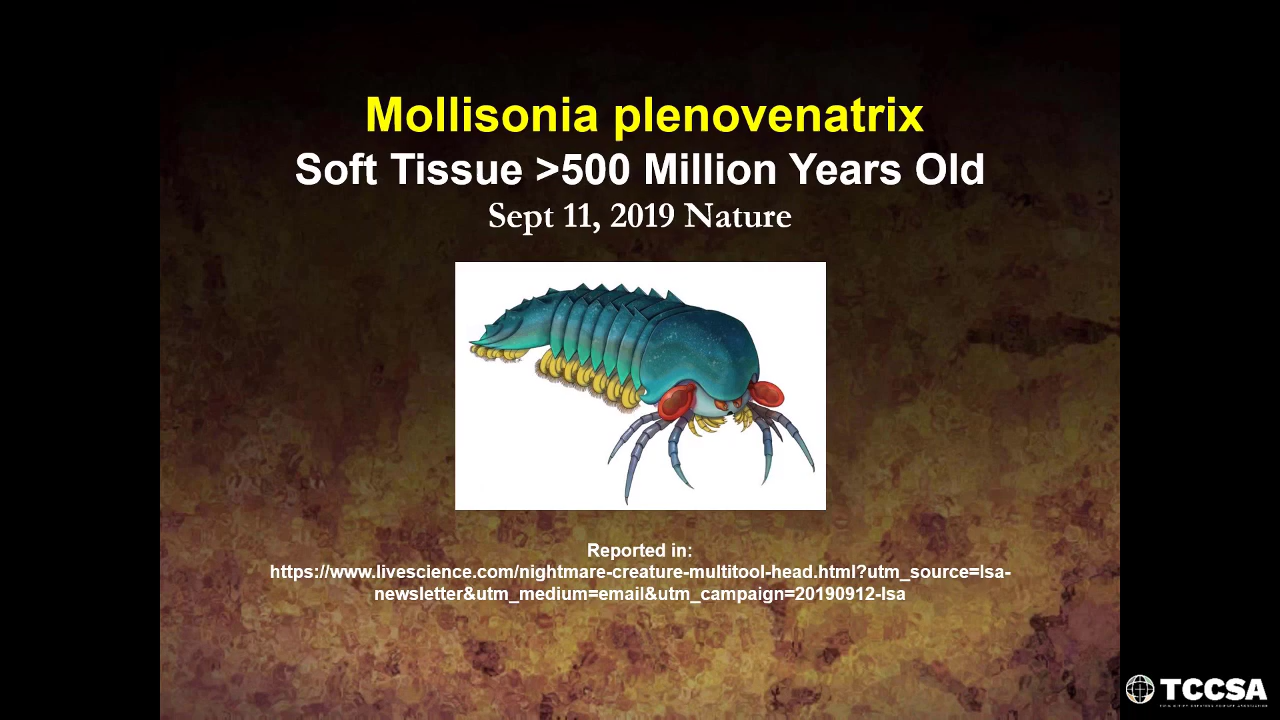 Mollisonia plenovenatrix
Soft Tissue >500 Million Years Old
Sept 11, 2019 Nature
Reported in:
https://www.livescience.com/nightmare-creature-multitool-head.html?utm_source=lsa-
newsletter&utm_medium=email&utm_campaign=20190912-lsa
TCCSA